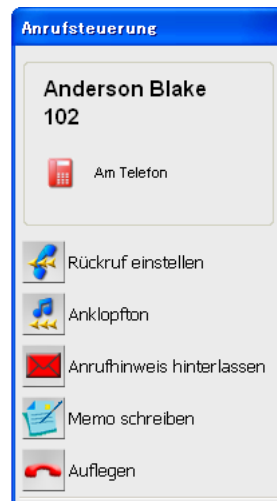 Anrufsteuerung
Anderson Blake
102
Am Telefon
Rückruf einstellen
Anklopfton
Anrufhinweis hinterlassen
Memo schreiben
Auflegen